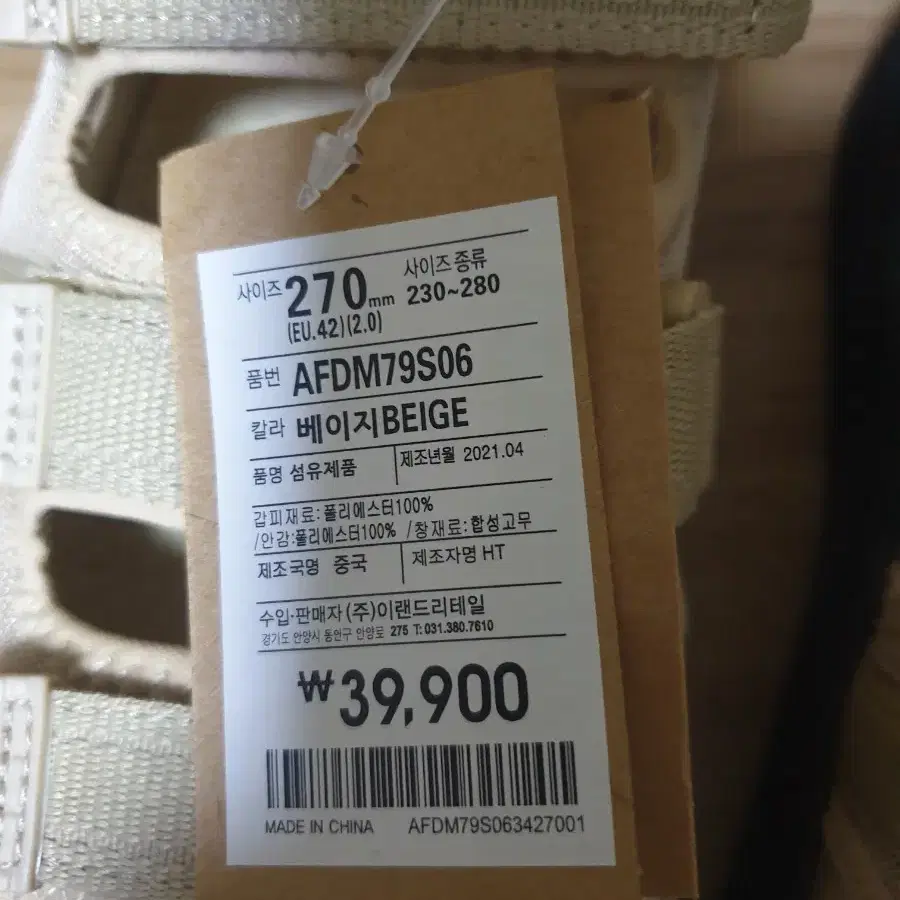 사이즈 270mm 사이즈종류
(EU.42)(2.0) 230~280
품번 AFDM79S06
칼라 베이지BEIGE
품명 섬유제품 제조년월 2021.04
갑피재료:폴리에스터100%
/안감:폴리에스터100% /창재료:합성고무
제조국명 중국 제조자명 HT
수입·판매자 (주)이랜드리테일
경기도 안양시 동안구 안양로 275 T:031.380.7610
₩39,900
MADE IN CHINA AFDM79S063427001